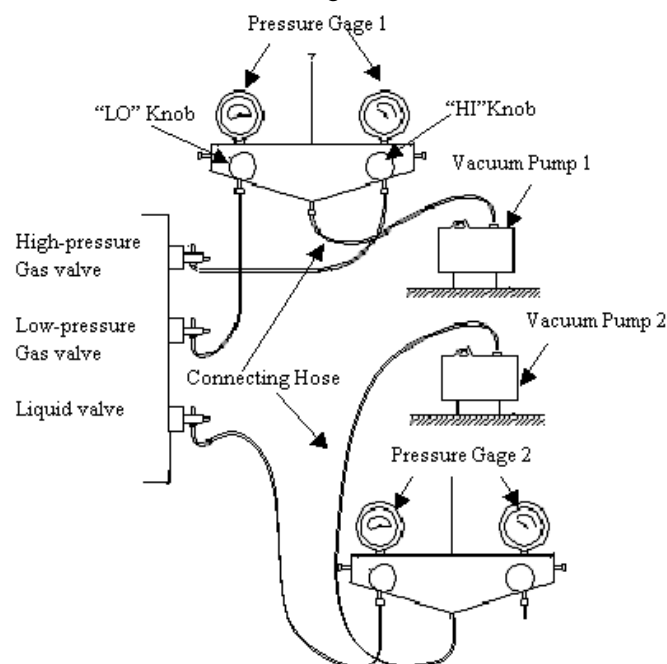 Pressure Gage 1
“LO” Knob
“HI”Knob
Vacuum Pump 1
High-pressure
Gas valve
Low-pressure
Gas valve
Vacuum Pump 2
Connecting Hose
Liquid valve
Pressure Gage 2